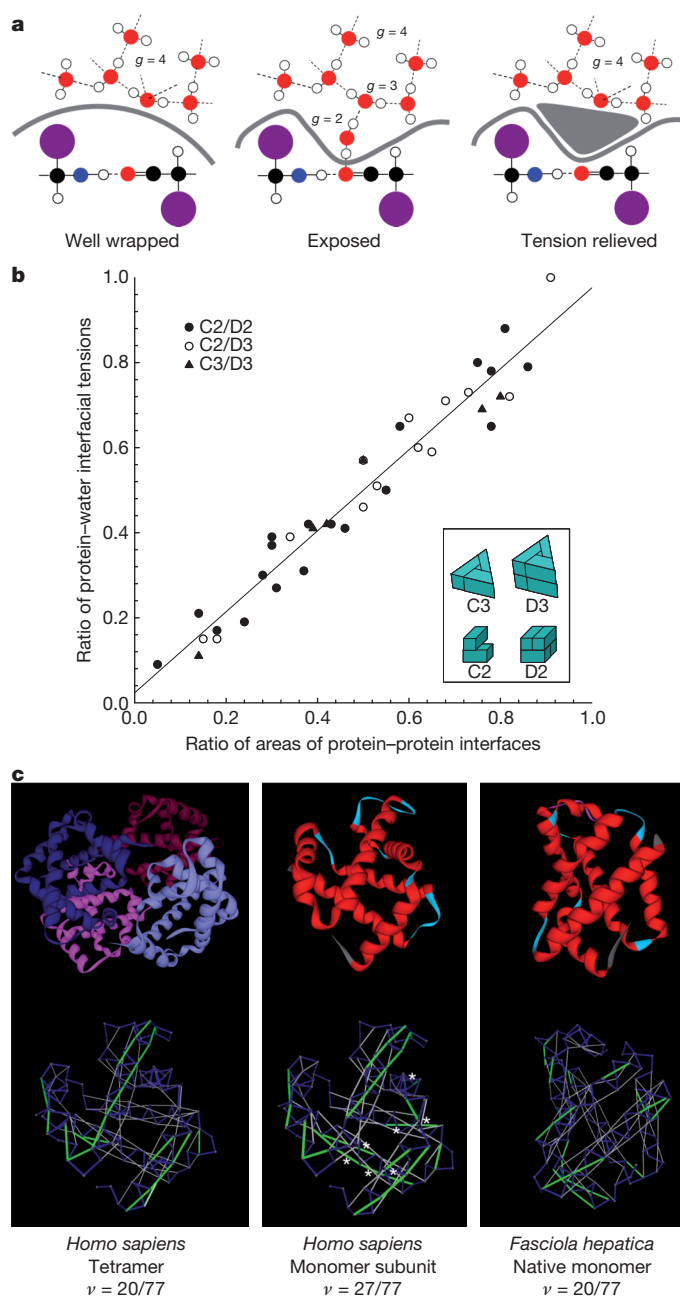 a
g = 4
g = 4
g = 3
g = 2
g = 4
Well wrapped
Exposed
Tension relieved
b
Ratio of protein–water interfacial tensions
1.0
0.8
0.6
0.4
0.2
0.0
C2/D2
C2/D3
C3/D3
C3
D3
C2
D2
0.0 0.2 0.4 0.6 0.8 1.0
Ratio of areas of protein–protein interfaces
c
* * * * * * *
Homo sapiens
Tetramer
ν = 20/77
Homo sapiens
Monomer subunit
ν = 27/77
Fasciola hepatica
Native monomer
ν = 20/77